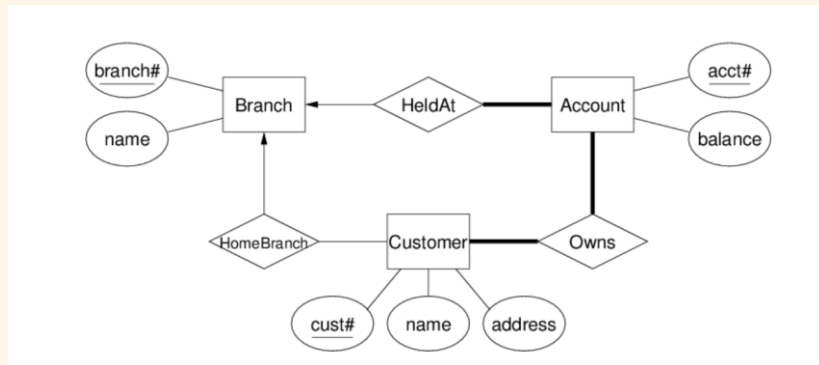 branch#
acct#
Branch
HeldAt
Account
name
balance
HomeBranch
Customer
Owns
cust#
name
address